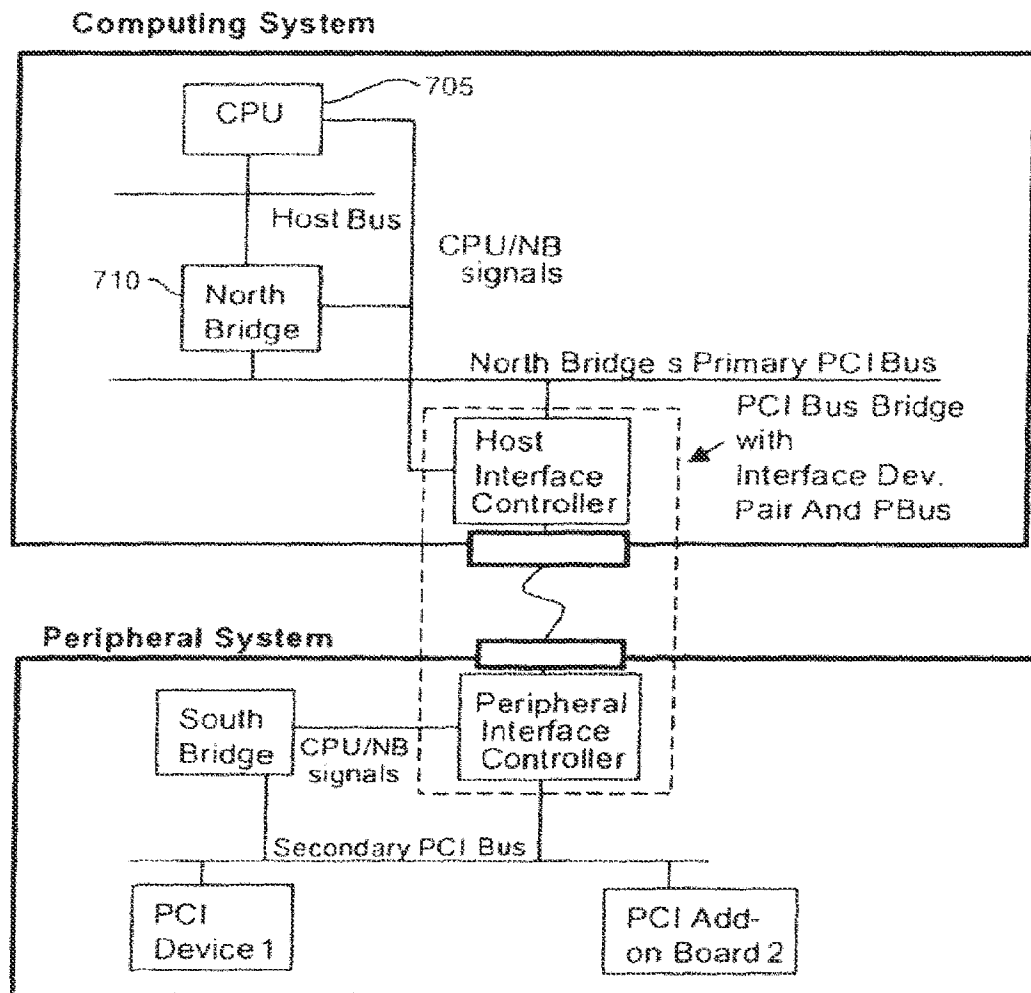 Computing System
705
CPU
Host Bus
CPU/NB
signals
710
North
Bridge
North Bridge s Primary PCI Bus
PCI Bus Bridge
with
Interface Dev.
Pair And PBus
Host
Interface
Controller
Peripheral System
South
Bridge
CPU/NB
signals
Peripheral
Interface
Controller
Secondary PCI Bus
PCI
Device 1
PCI Add-
on Board 2